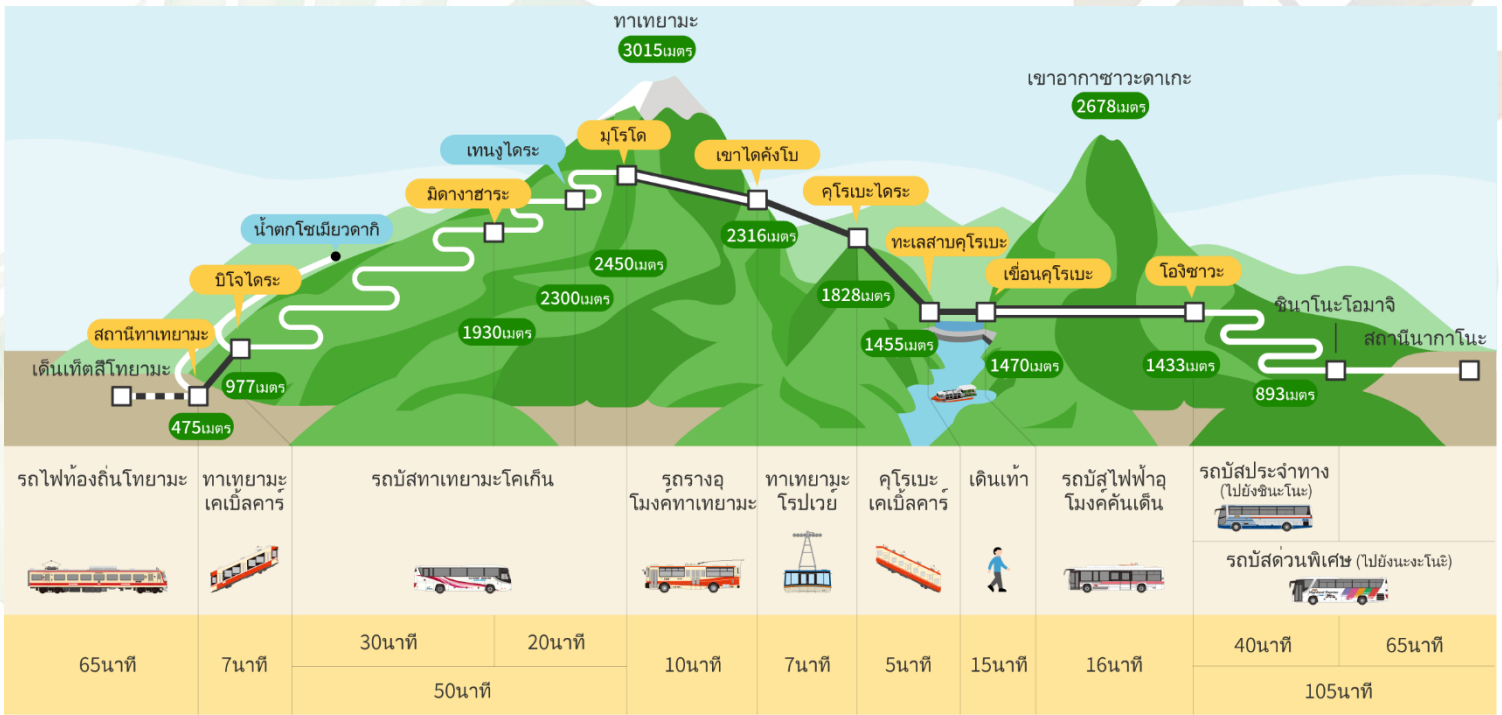 ทาเทยามะ
3015เมตร
เขาอากาซาวะดาเกะ
2678เมตร
มุโรโด
เทนงูไดระ
เขาไดคังโบ
มิดางาฮาระ
คุโรเบะไดระ
น้ำตกโชเมียวดากิ
2316เมตร
ทะเลสาบคุโรเบะ
2450เมตร
บิโจไดระ
เขื่อนคุโรเบะ
โองิซาวะ
2300เมตร
1828เมตร
ชินาโนะโอมาจิ
สถานีทาเทยามะ
1930เมตร
สถานีนากาโนะ
1455เมตร
เด็นเท็ตสึโทยามะ
1470เมตร
1433เมตร
977เมตร
893เมตร
475เมตร
รถไฟท้องถิ่นโทยามะ
ทาเทยามะ
เคเบิ้ลคาร์
รถบัสทาเทยามะโคเก็น
รถรางอุ
โมงค์ทาเทยามะ
ทาเทยามะ
โรปเวย์
คุโรเบะ
เคเบิ้ลคาร์
เดินเท้า
รถบัสไฟฟ้าอุ
โมงค์คันเด็น
รถบัสประจำทาง
(ไปยังชินะโนะ)
รถบัสด่วนพิเศษ (ไปยังนะงะโนะิ)
65นาที
7นาที
30นาที
20นาที
50นาที
10นาที
7นาที
5นาที
15นาที
16นาที
40นาที
65นาที
105นาที